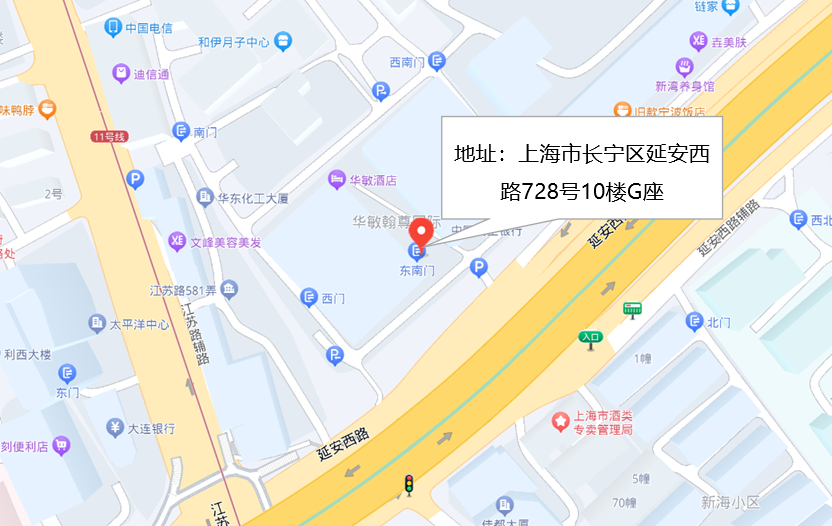 链家
中国电信
和伊月子中心
垚美肤
西南门
迪信通
新湾养身馆
味鸭脖
旧款宁波饭店
11号线
南门
地址：上海市长宁区延安西
路728号10楼G座
华敏酒店
2号
华东化工大厦
华敏翰尊国际
延安西
延安西路辅路
西北
文峰美容美发
东南门
江苏路581弄
西门
太平洋中心
江苏路辅路
入口
北门
利西大楼
1幢
东门
上海市酒类
专卖管理局
大连银行
刻便利店
延安西路
5幢
70幢
新海小区
佳都大厦
江苏